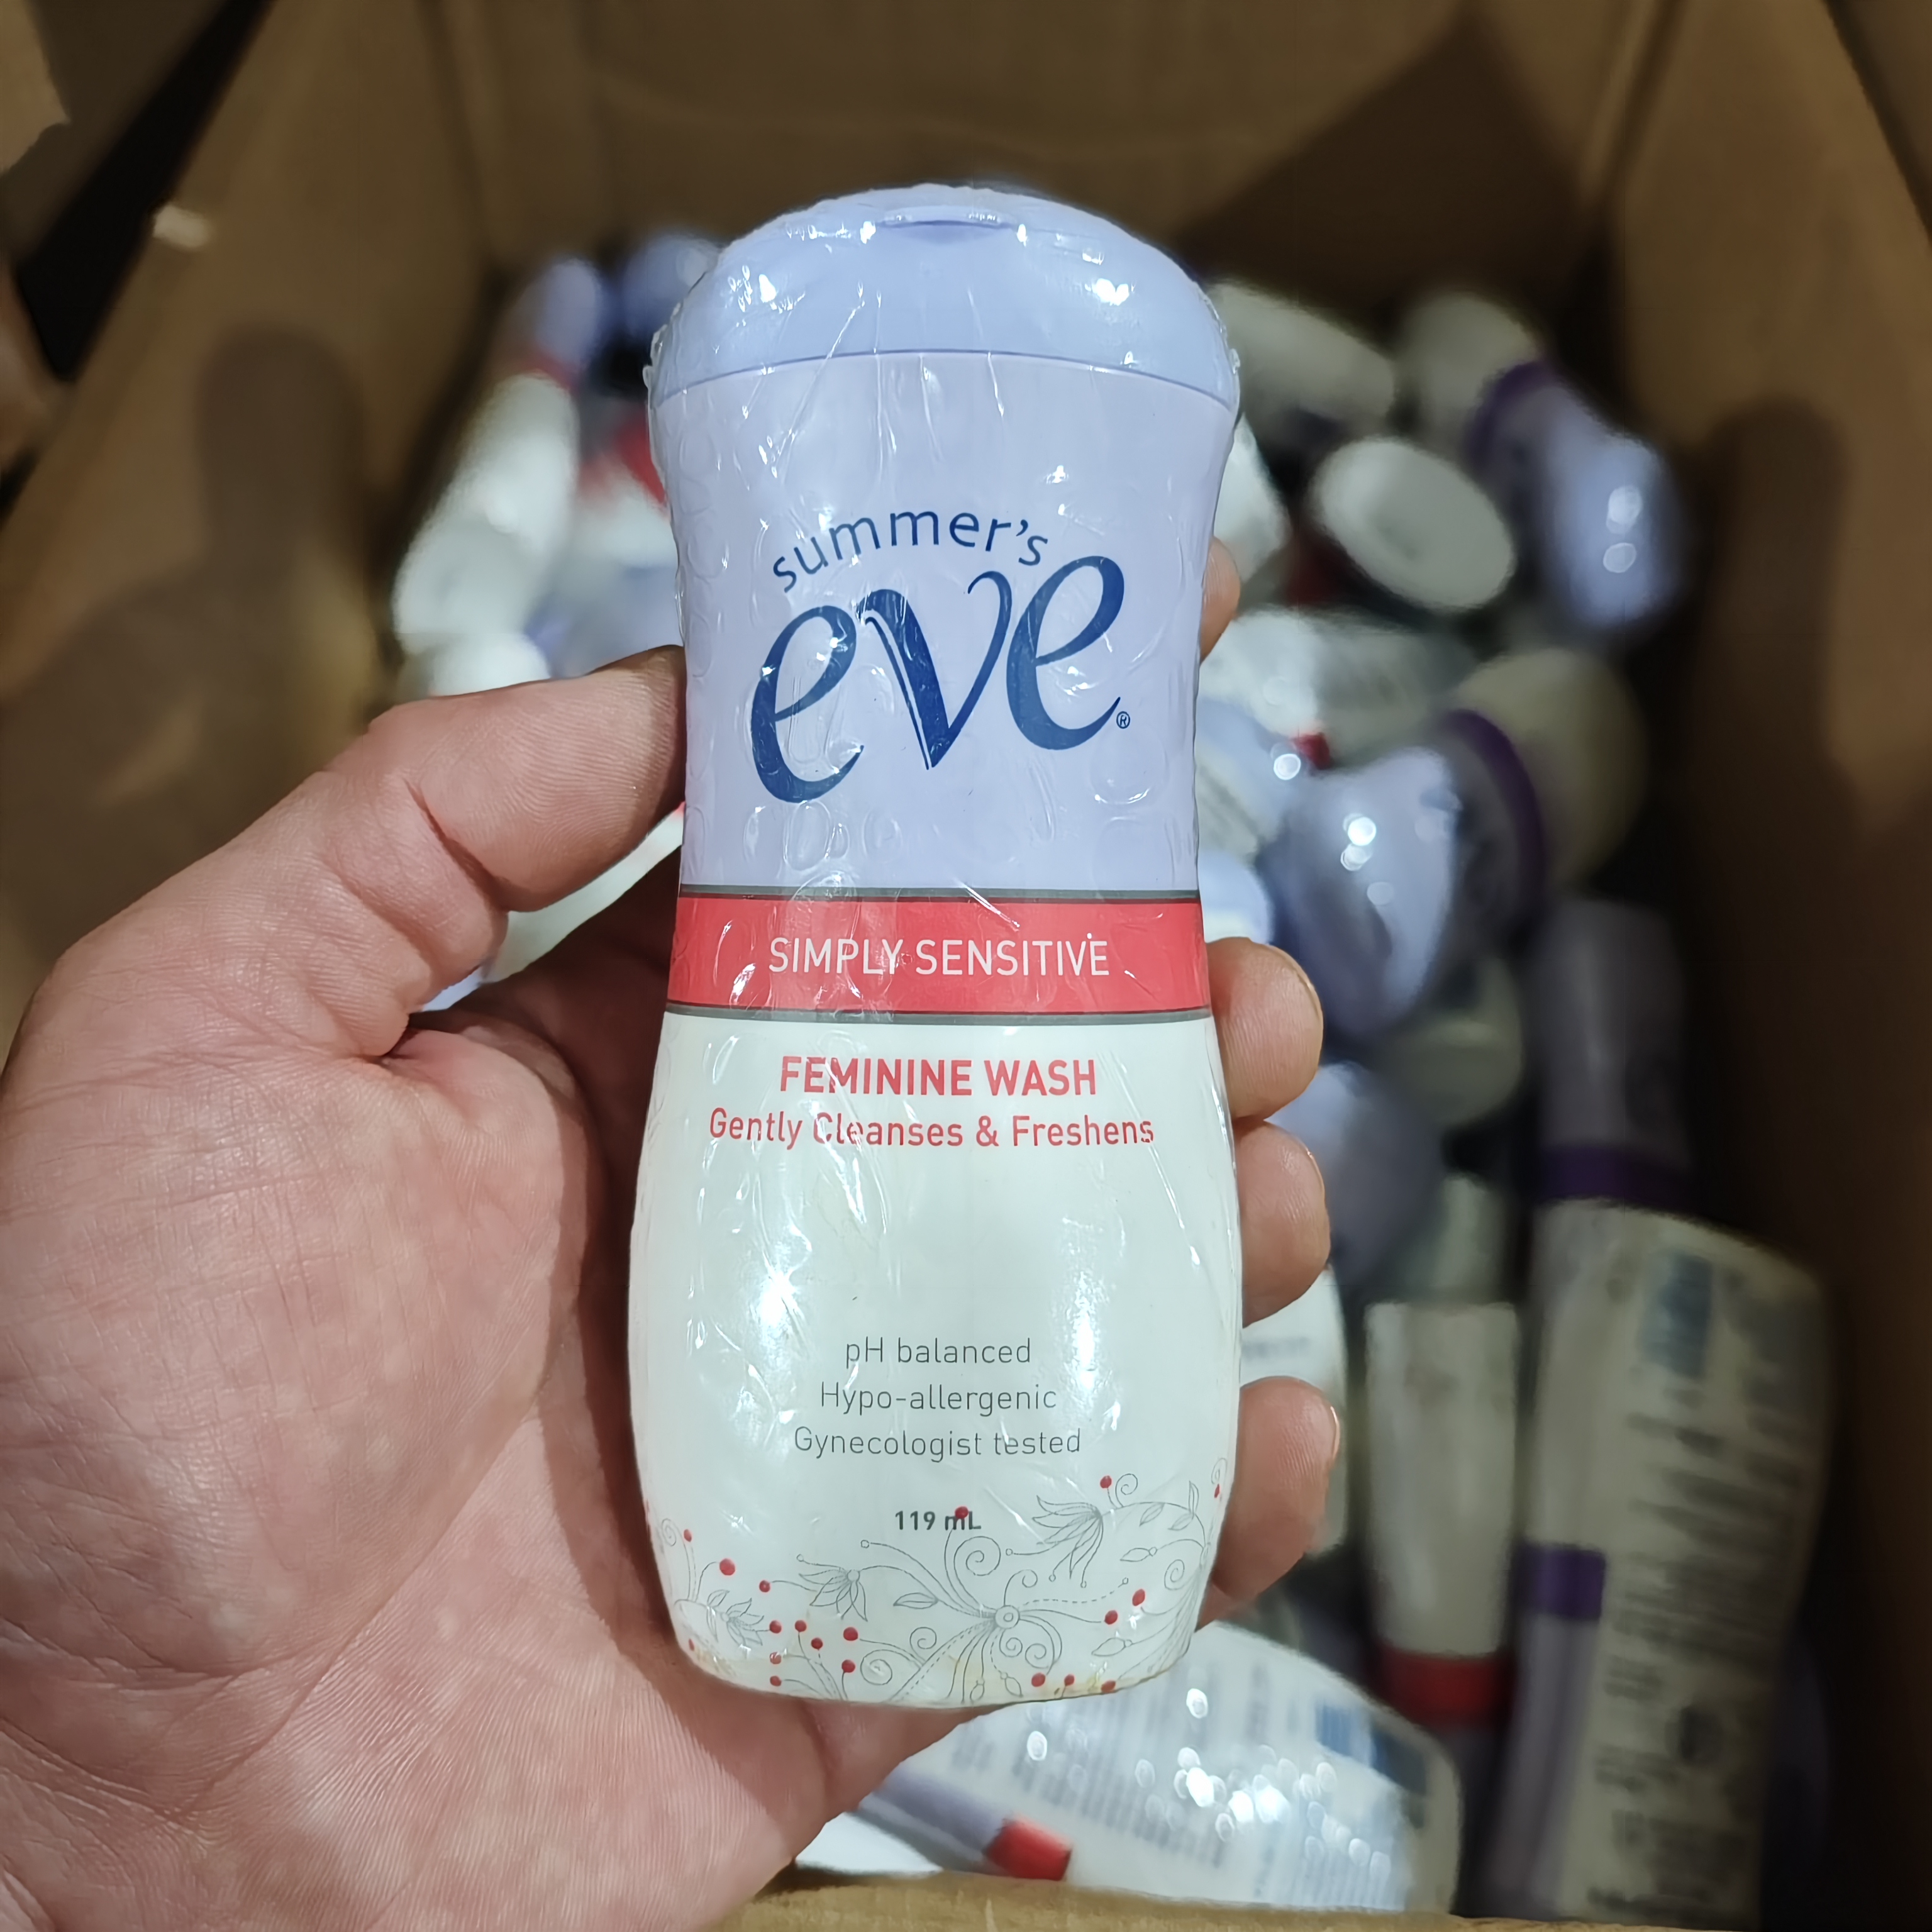 summer's
eve®
SIMPLY SENSITIVE
FEMININE WASH
Gently Cleanses & Freshens
pH balanced
Hypo-allergenic
Gynecologist tested
119 mL